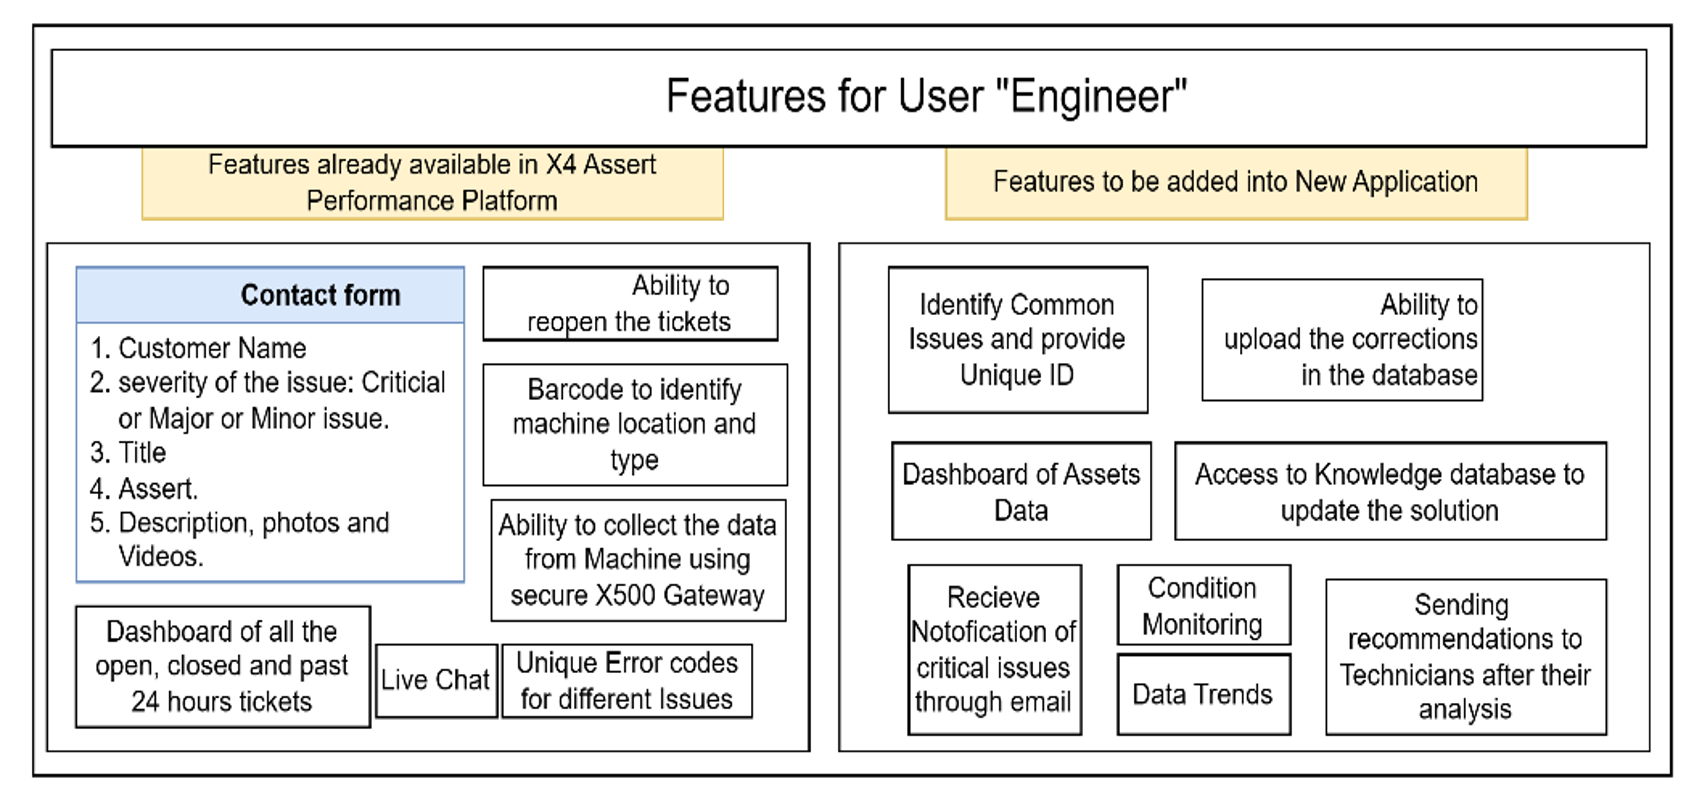 Features for User "Engineer"
Features already available in X4 Assert
Performance Platform
Features to be added into New Application
Contact form
1. Customer Name
2. severity of the issue: Criticial
or Major or Minor issue.
3. Title
4. Assert.
5. Description, photos and
Videos.
Ability to
reopen the tickets
Barcode to identify
machine location and
type
Ability to collect the data
from Machine using
secure X500 Gateway
Dashboard of all the
open, closed and past
24 hours tickets
Live Chat
Unique Error codes
for different Issues
Identify Common
Issues and provide
Unique ID
Ability to
upload the corrections
in the database
Dashboard of Assets
Data
Access to Knowledge database to
update the solution
Recieve
Notofication of
critical issues
through email
Condition
Monitoring
Data Trends
Sending
recommendations to
Technicians after their
analysis